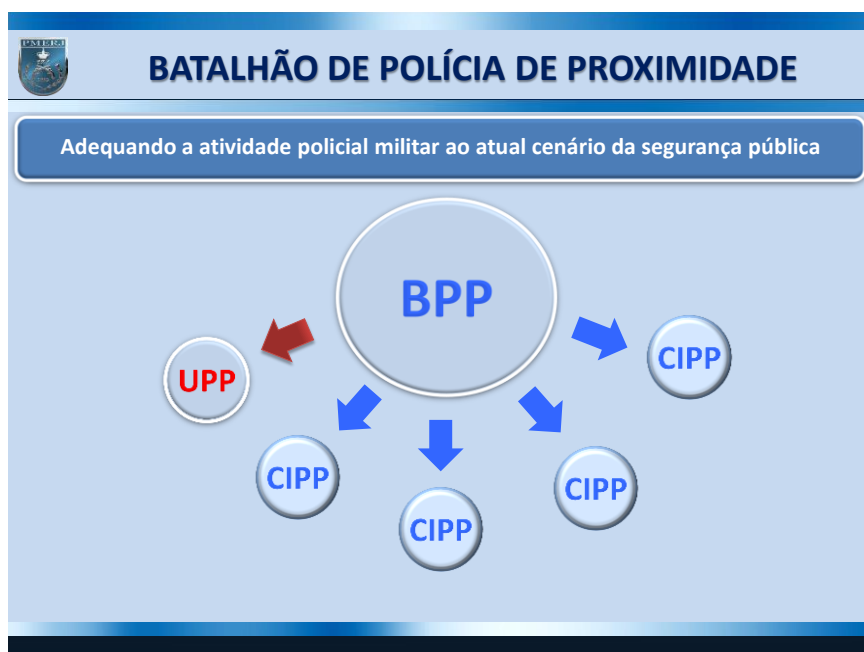 PMERJ
BATALHÃO DE POLÍCIA DE PROXIMIDADE
Adequando a atividade policial militar ao atual cenário da segurança pública
BPP
CIPP
UPP
CIPP
CIPP
CIPP